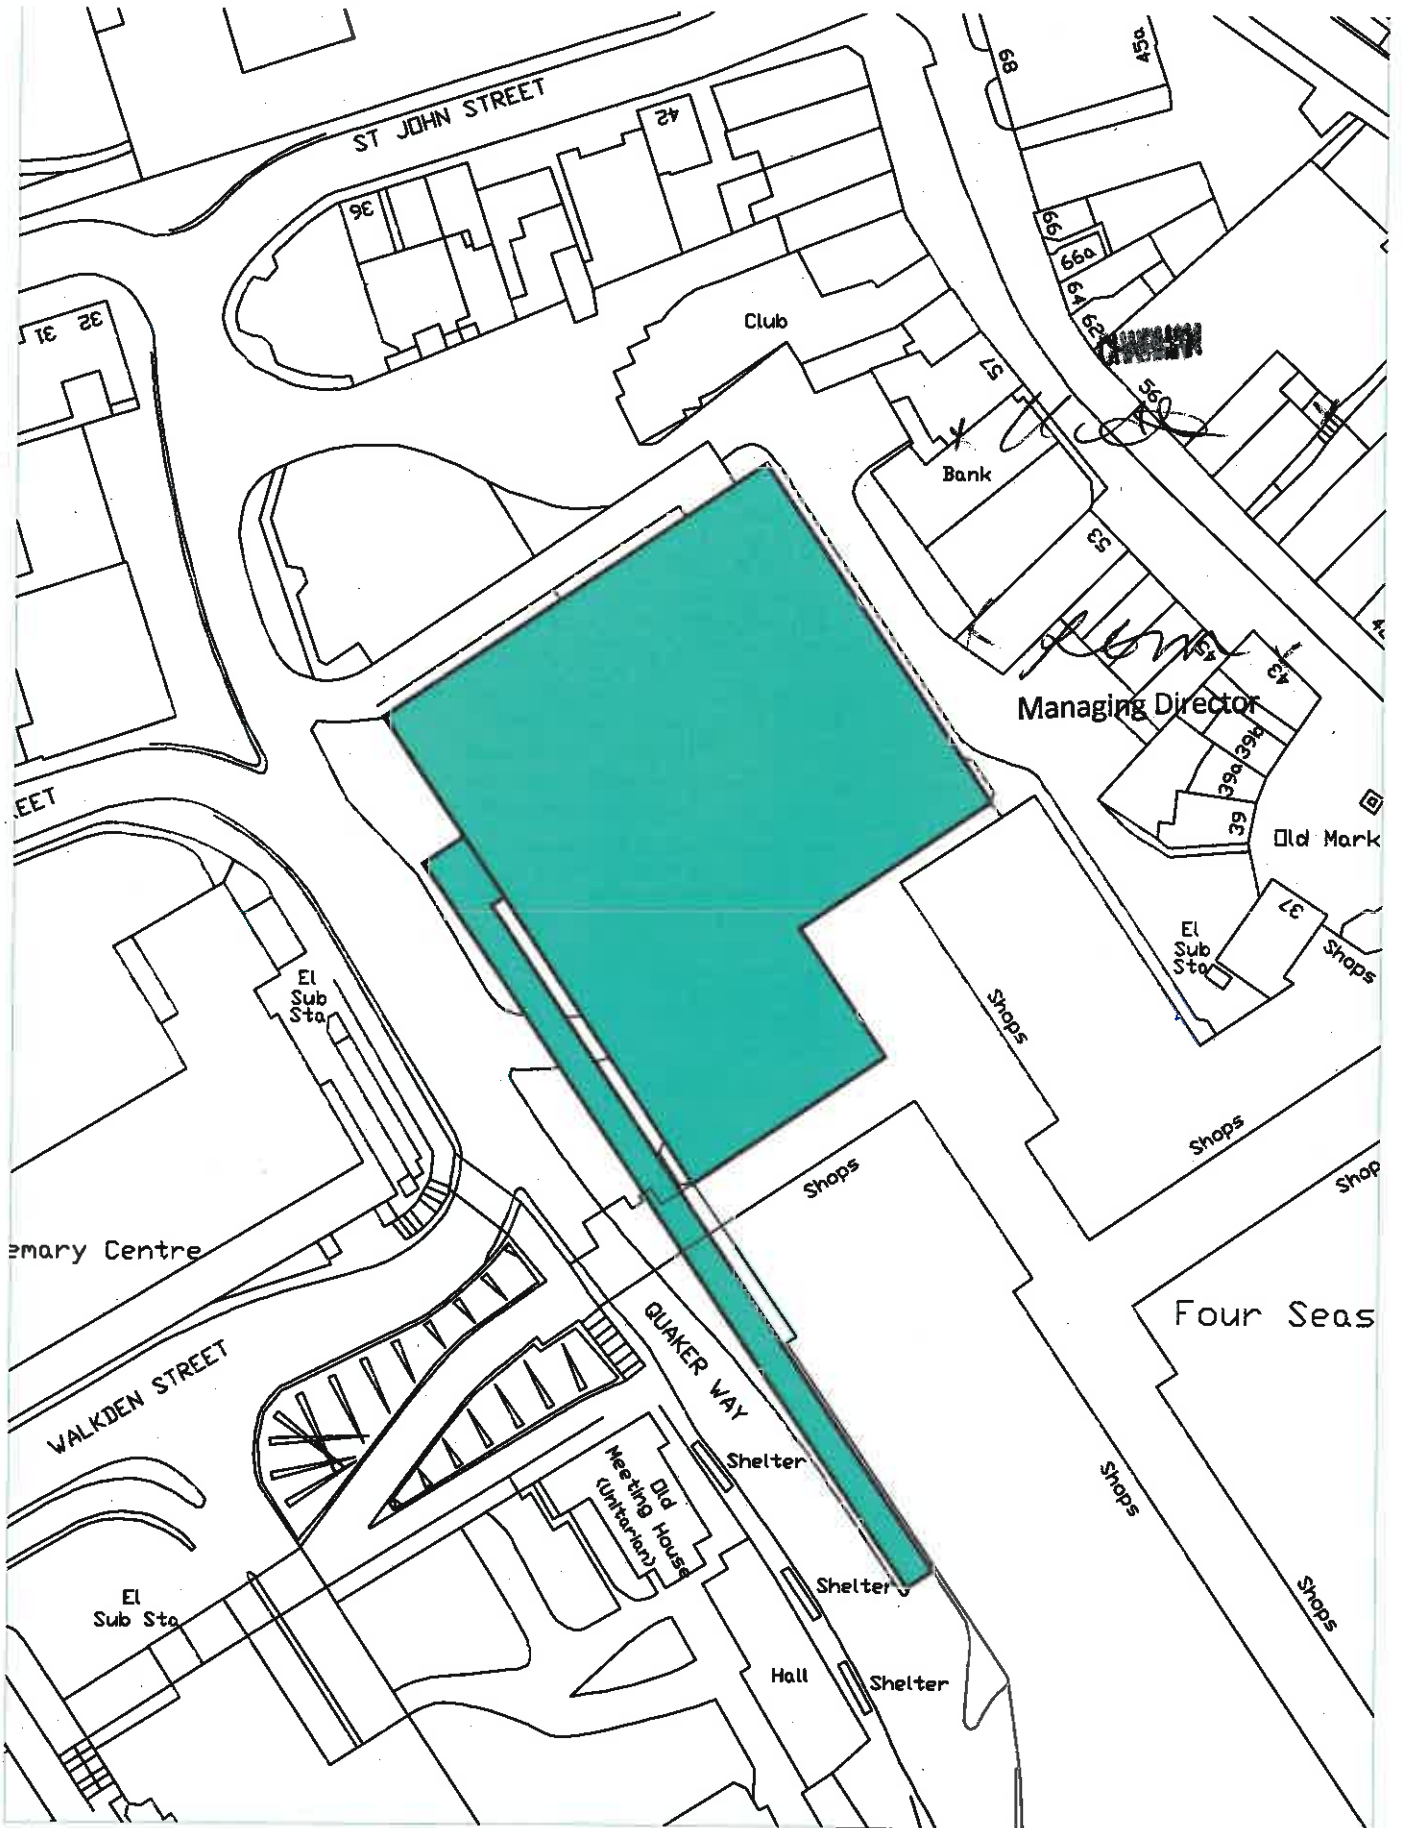 ST JOHN STREET
68
45a
42
36
66
66a
64
62
31
32
Club
57
56
Bank
53
45
43
Managing Director
39b
39a
39
EET
Old Mark
37
El
Sub
Sta
Shops
El
Sub
Sta
Shops
Shops
Shops
Shop
emary Centre
Four Seas
QUAKER WAY
WALKDEN STREET
Shelter
Old
Meeting House
(Unitarian)
Shops
Shelter
El
Sub Sta
Shops
Hall
Shelter